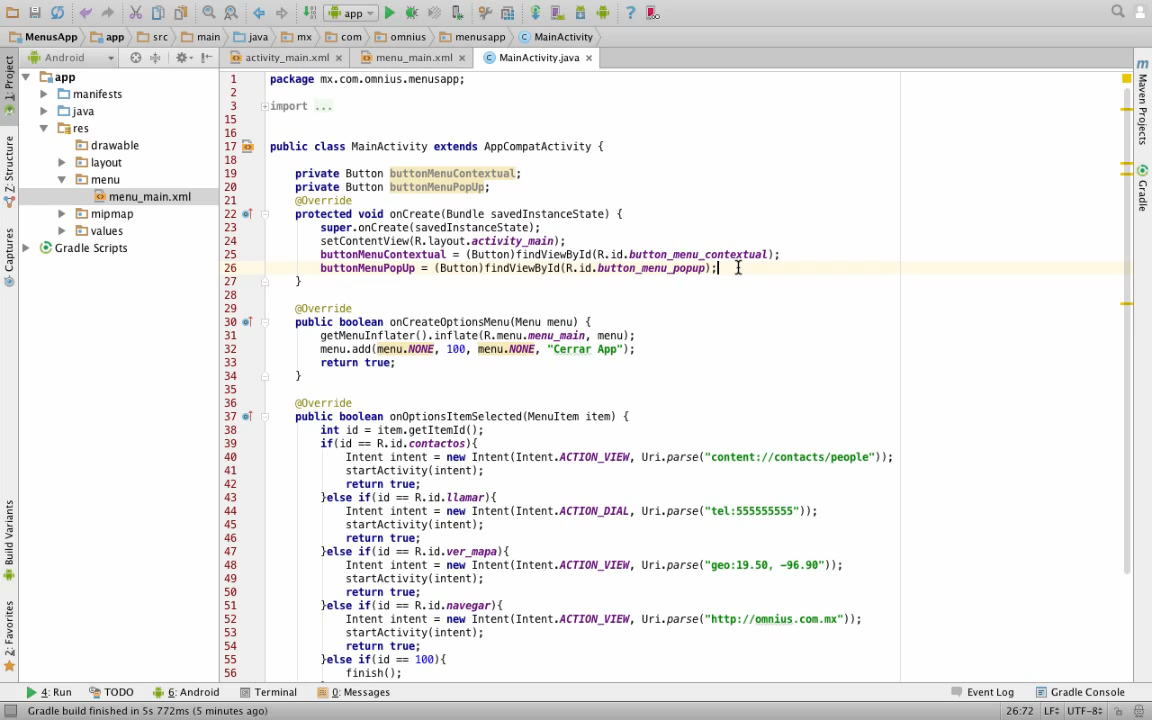 app
MenusApp app src main java mx com omnius menusapp MainActivity
Android activity_main.xml menu_main.xml MainActivity.java
1: Project
Z: Structure
Captures
Build Variants
2: Favorites
app
manifests
java
res
drawable
layout
menu
menu_main.xml
mipmap
values
Gradle Scripts
1 package mx.com.omnius.menusapp;
2
3 import ...
15
16
17 public class MainActivity extends AppCompatActivity {
18
19 private Button buttonMenuContextual;
20 private Button buttonMenuPopUp;
21 @Override
22 protected void onCreate(Bundle savedInstanceState) {
23 super.onCreate(savedInstanceState);
24 setContentView(R.layout.activity_main);
25 buttonMenuContextual = (Button)findViewById(R.id.button_menu_contextual);
26 buttonMenuPopUp = (Button)findViewById(R.id.button_menu_popup);
27 }
28
29 @Override
30 public boolean onCreateOptionsMenu(Menu menu) {
31 getMenuInflater().inflate(R.menu.menu_main, menu);
32 menu.add(menu.NONE, 100, menu.NONE, "Cerrar App");
33 return true;
34 }
35
36 @Override
37 public boolean onOptionsItemSelected(MenuItem item) {
38 int id = item.getItemId();
39 if(id == R.id.contactos){
40 Intent intent = new Intent(Intent.ACTION_VIEW, Uri.parse("content://contacts/people"));
41 startActivity(intent);
42 return true;
43 }else if(id == R.id.llamar){
44 Intent intent = new Intent(Intent.ACTION_DIAL, Uri.parse("tel:555555555"));
45 startActivity(intent);
46 return true;
47 }else if(id == R.id.ver_mapa){
48 Intent intent = new Intent(Intent.ACTION_VIEW, Uri.parse("geo:19.50, -96.90"));
49 startActivity(intent);
50 return true;
51 }else if(id == R.id.navegar){
52 Intent intent = new Intent(Intent.ACTION_VIEW, Uri.parse("http://omnius.com.mx"));
53 startActivity(intent);
54 return true;
55 }else if(id == 100){
56 finish();
Maven Projects
Gradle
4: Run TODO 6: Android Terminal 0: Messages Event Log Gradle Console
Gradle build finished in 5s 772ms (5 minutes ago) 26:72 LF UTF-8